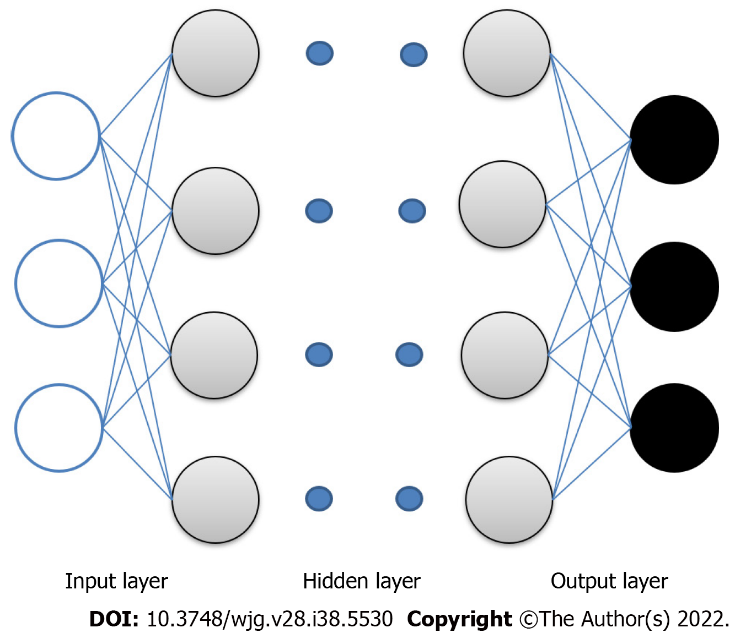 Input layer Hidden layer Output layer
DOI: 10.3748/wjg.v28.i38.5530 Copyright ©The Author(s) 2022.